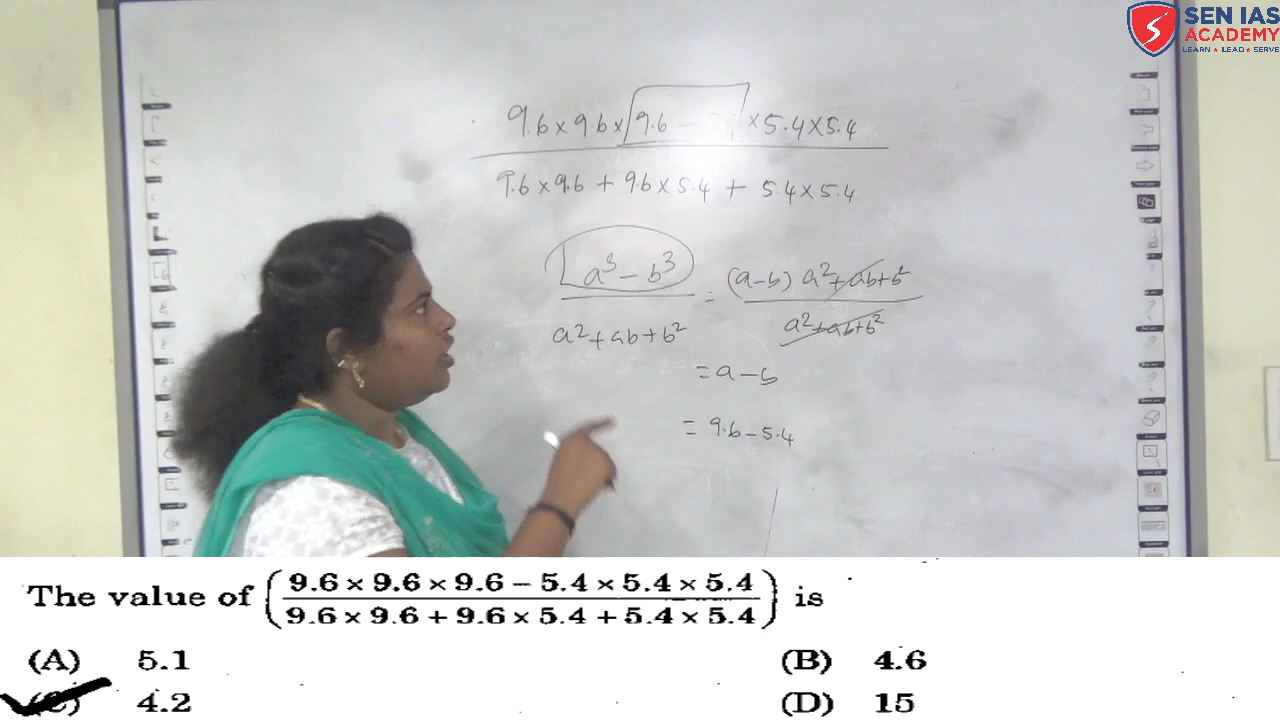 SEN IAS
ACADEMY
LEARN ★ LEAD ★ SERVE
9.6 × 9.6 × 9.6 − × 5.4 × 5.4
9.6 × 9.6 + 9.6 × 5.4 + 5.4 × 5.4
a³ − b³ = (a−b) a² + ab + b²
a² + ab + b² a² + ab + b²
= a − b
= 9.6 − 5.4
The value of (9.6 × 9.6 × 9.6 − 5.4 × 5.4 × 5.4 / 9.6 × 9.6 + 9.6 × 5.4 + 5.4 × 5.4) is
(A) 5.1 (B) 4.6
(C) 4.2 (D) 15